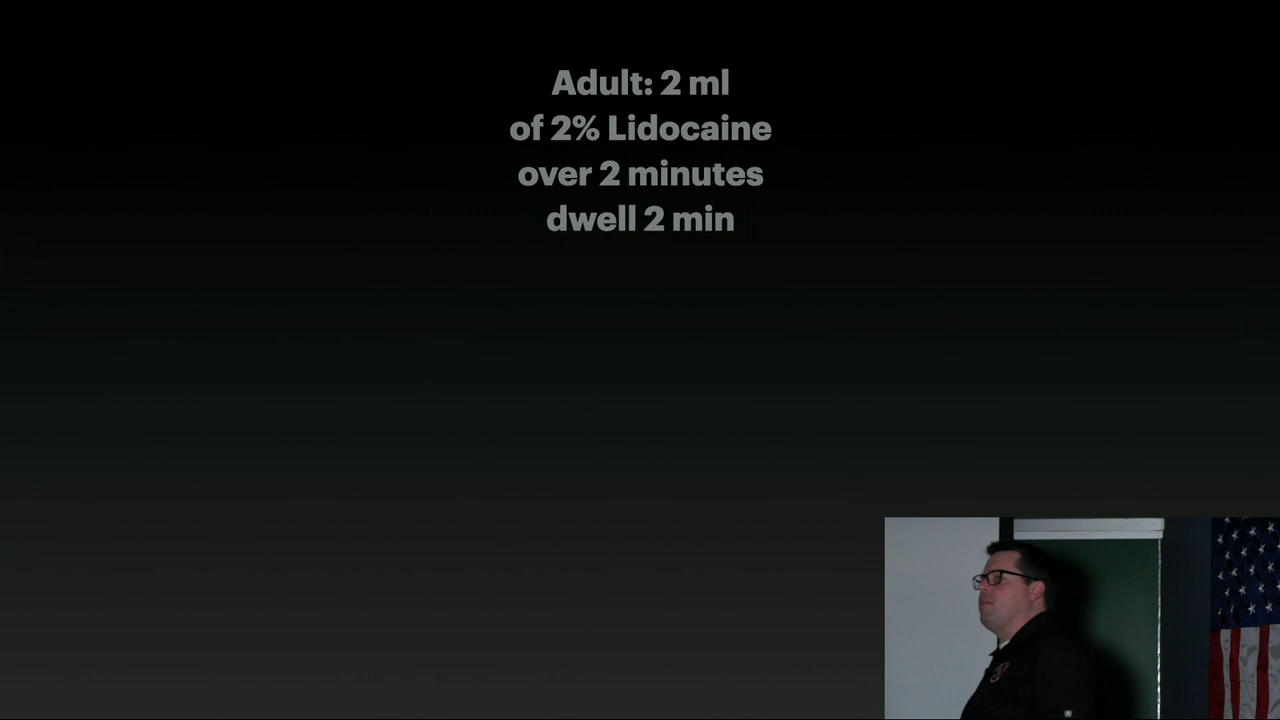 Adult: 2 ml
of 2% Lidocaine
over 2 minutes
dwell 2 min